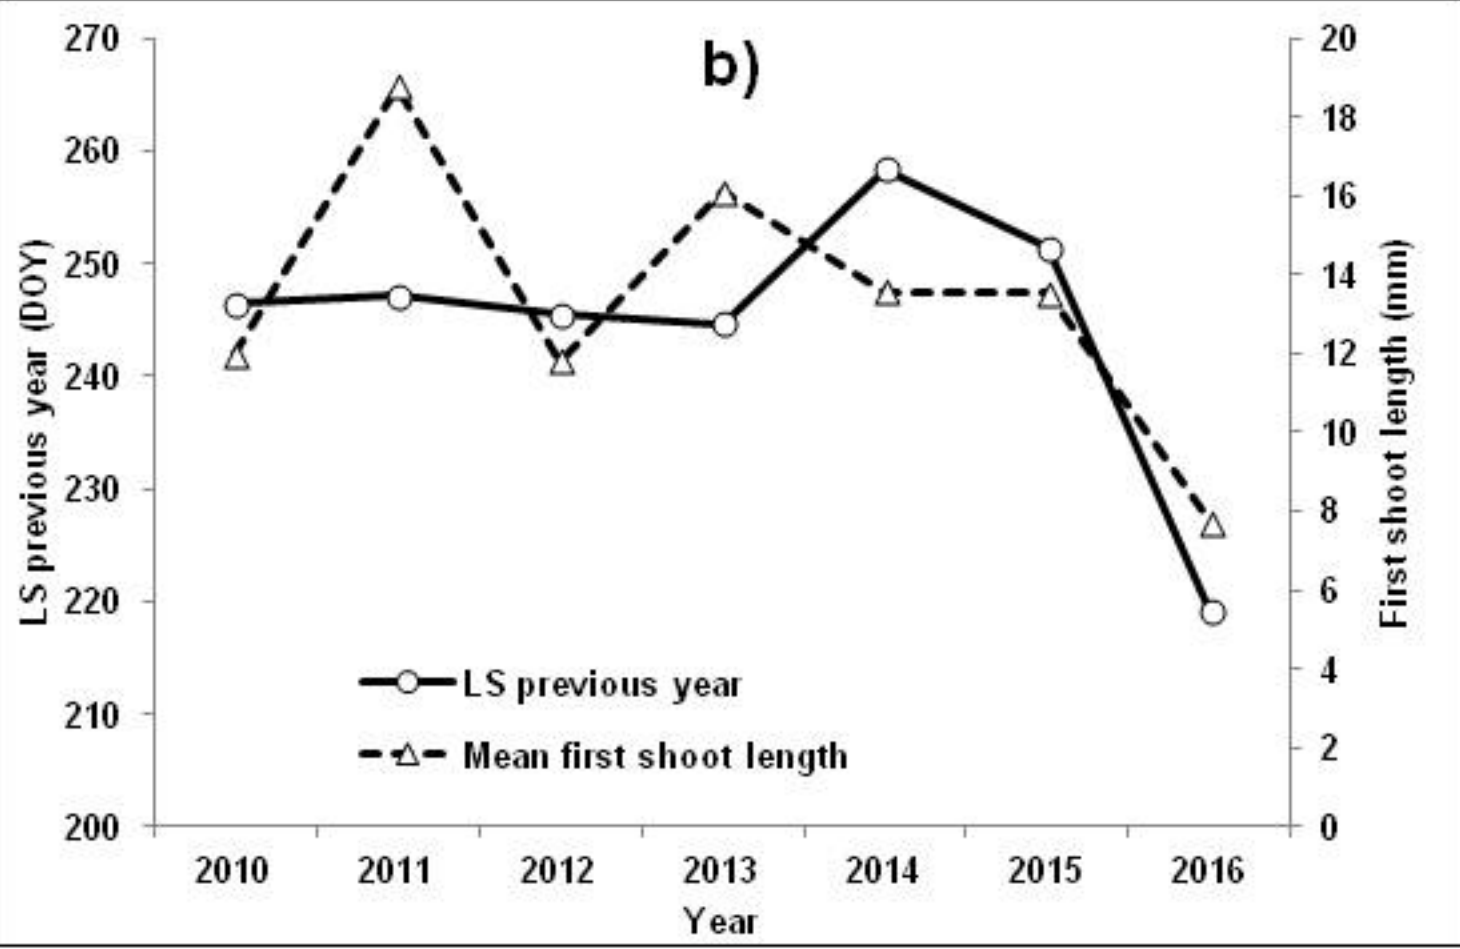 b)
LS previous year (DOY)
270
260
250
240
230
220
210
200
First shoot length (mm)
20
18
16
14
12
10
8
6
4
2
0
LS previous year
Mean first shoot length
2010 2011 2012 2013 2014 2015 2016
Year